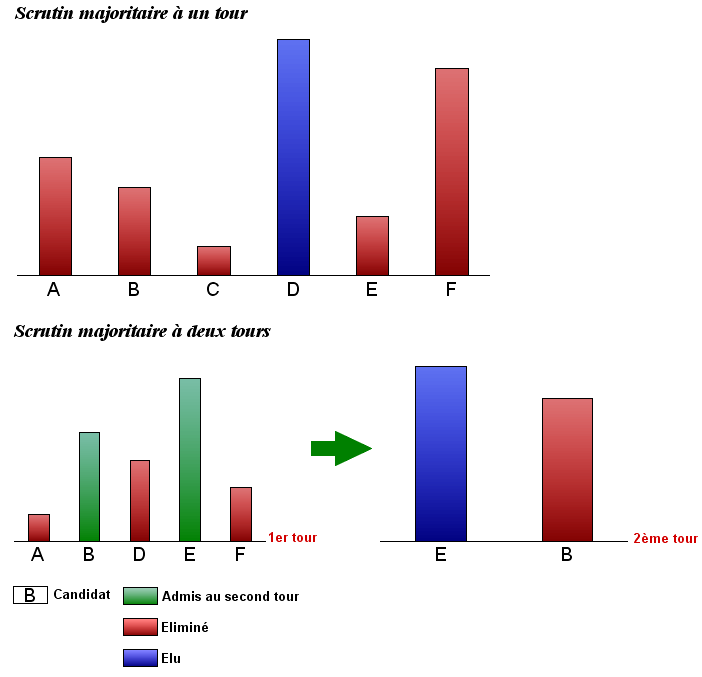 Scrutin majoritaire à un tour
A B C D E F
Scrutin majoritaire à deux tours
A B D E F 1er tour
E B 2ème tour
B Candidat Admis au second tour
Eliminé
Elu